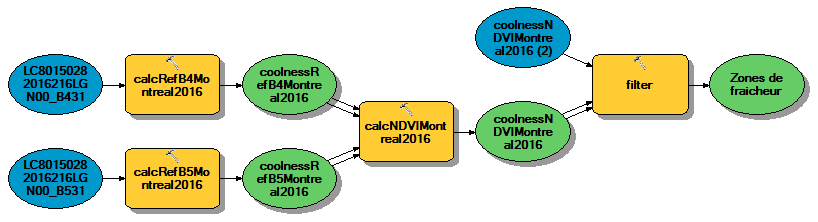 LC8015028
2016216LG
N00_B431
calcRefB4Mo
ntreal2016
coolnessR
efB4Montre
al2016
LC8015028
2016216LG
N00_B531
calcRefB5Mo
ntreal2016
coolnessR
efB5Montre
al2016
calcNDVIMont
real2016
coolnessN
DVIMontre
al2016
coolnessN
DVIMontre
al2016 (2)
filter
Zones de
fraicheur